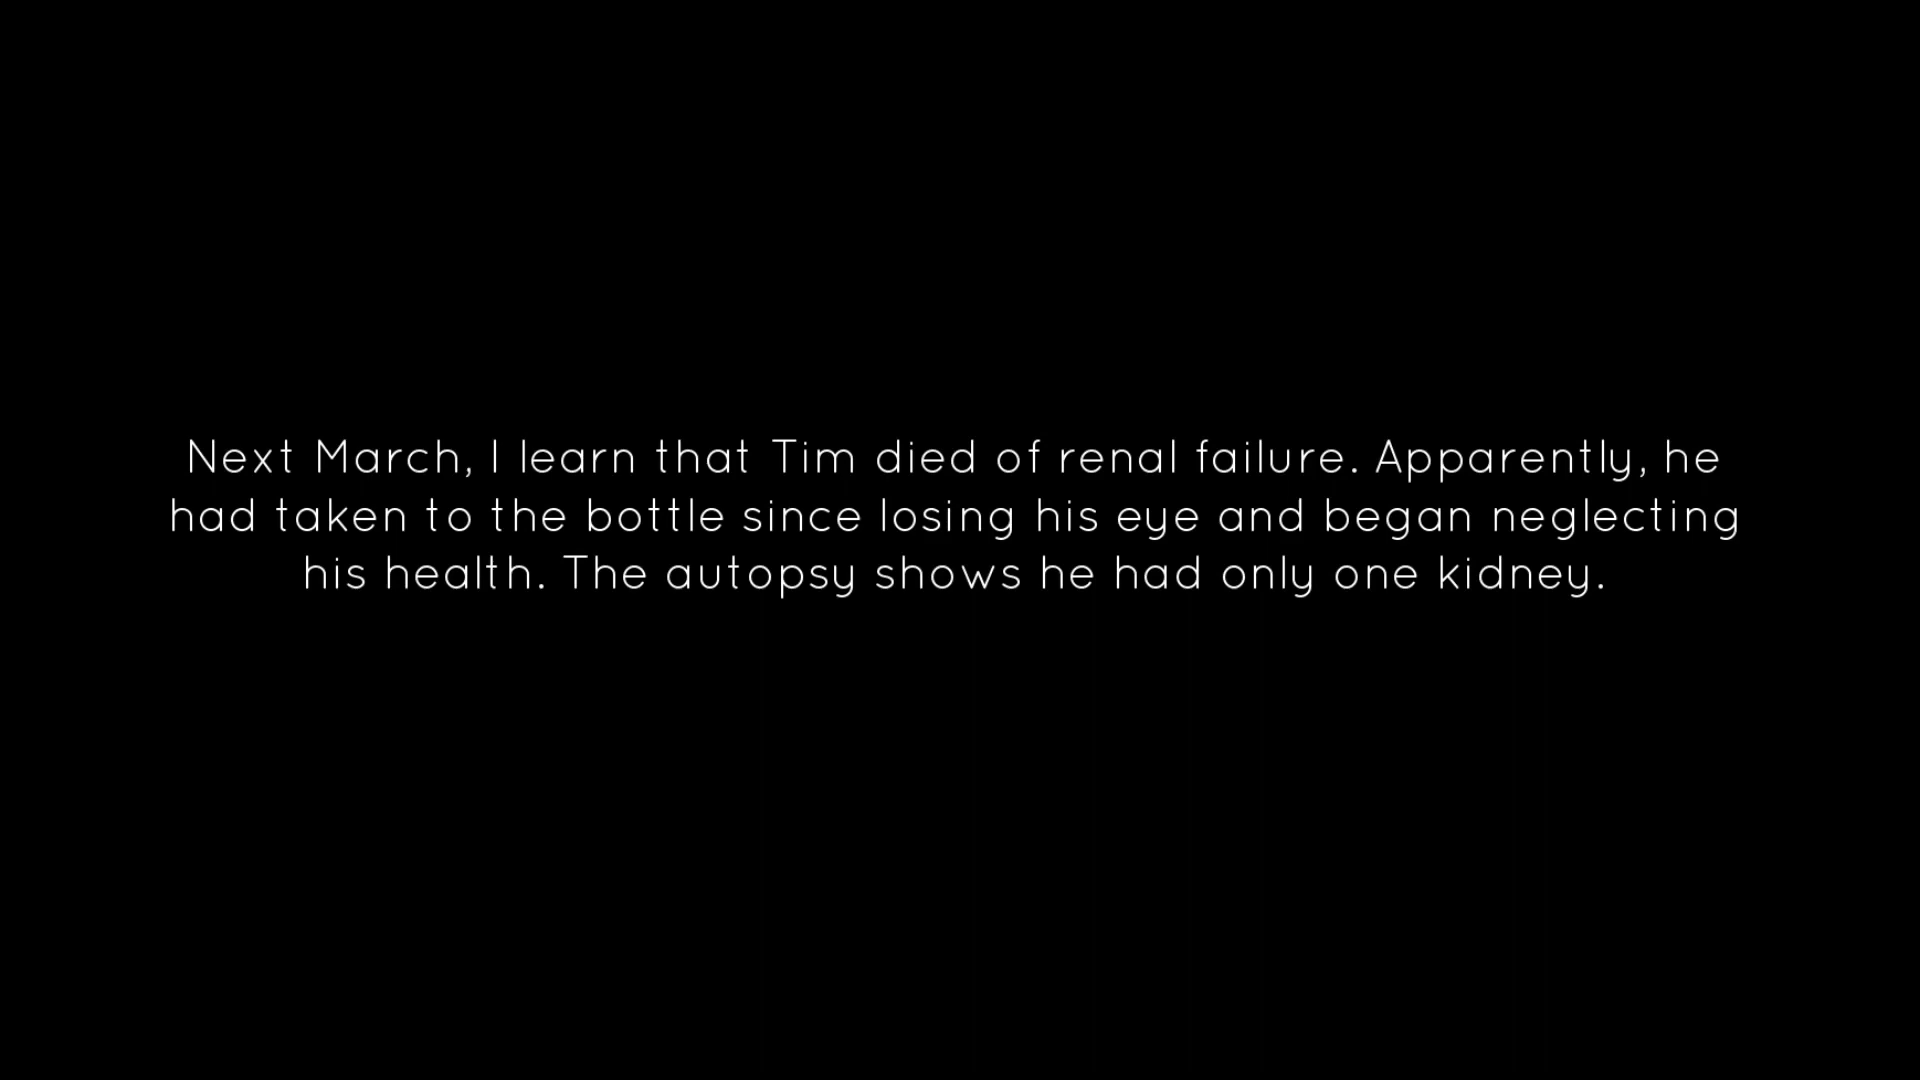 Next March, I learn that Tim died of renal failure. Apparently, he
had taken to the bottle since losing his eye and began neglecting
his health. The autopsy shows he had only one kidney.